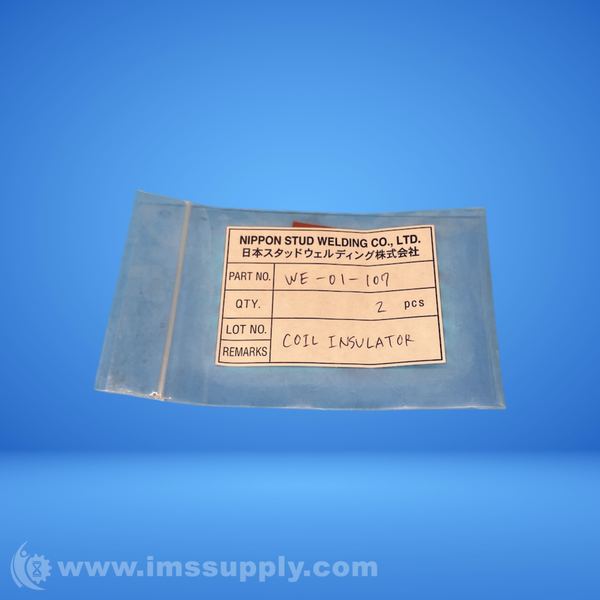 NIPPON STUD WELDING CO., LTD.
日本スタッドウェルディング株式会社
PART NO. WE-01-107
QTY. 2 pcs
LOT NO.
COIL INSULATOR
REMARKS
www.imssupply.com